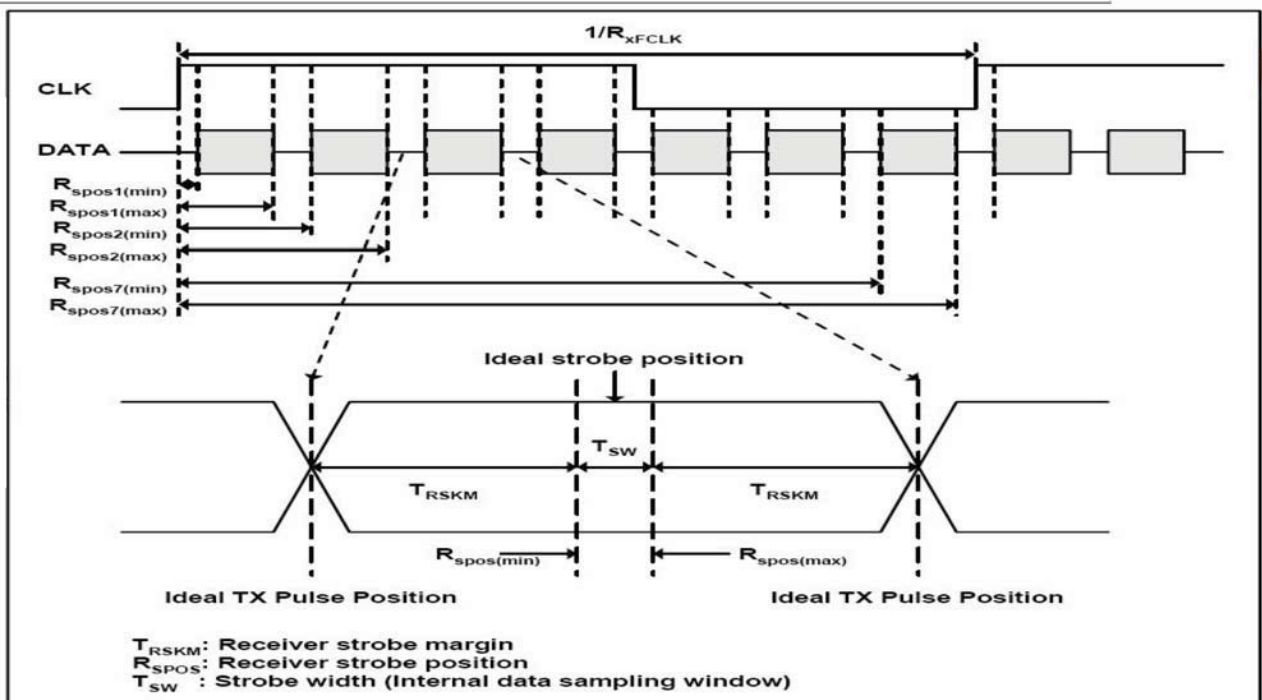 1/RxFCLK
CLK
DATA
Rspos1(min)
Rspos1(max)
Rspos2(min)
Rspos2(max)
Rspos7(min)
Rspos7(max)
Ideal strobe position
TSW
TRSKM TRSKM
Rspos(min) Rspos(max)
Ideal TX Pulse Position Ideal TX Pulse Position
TRSKM: Receiver strobe margin
RSPOS: Receiver strobe position
TSW : Strobe width (Internal data sampling window)